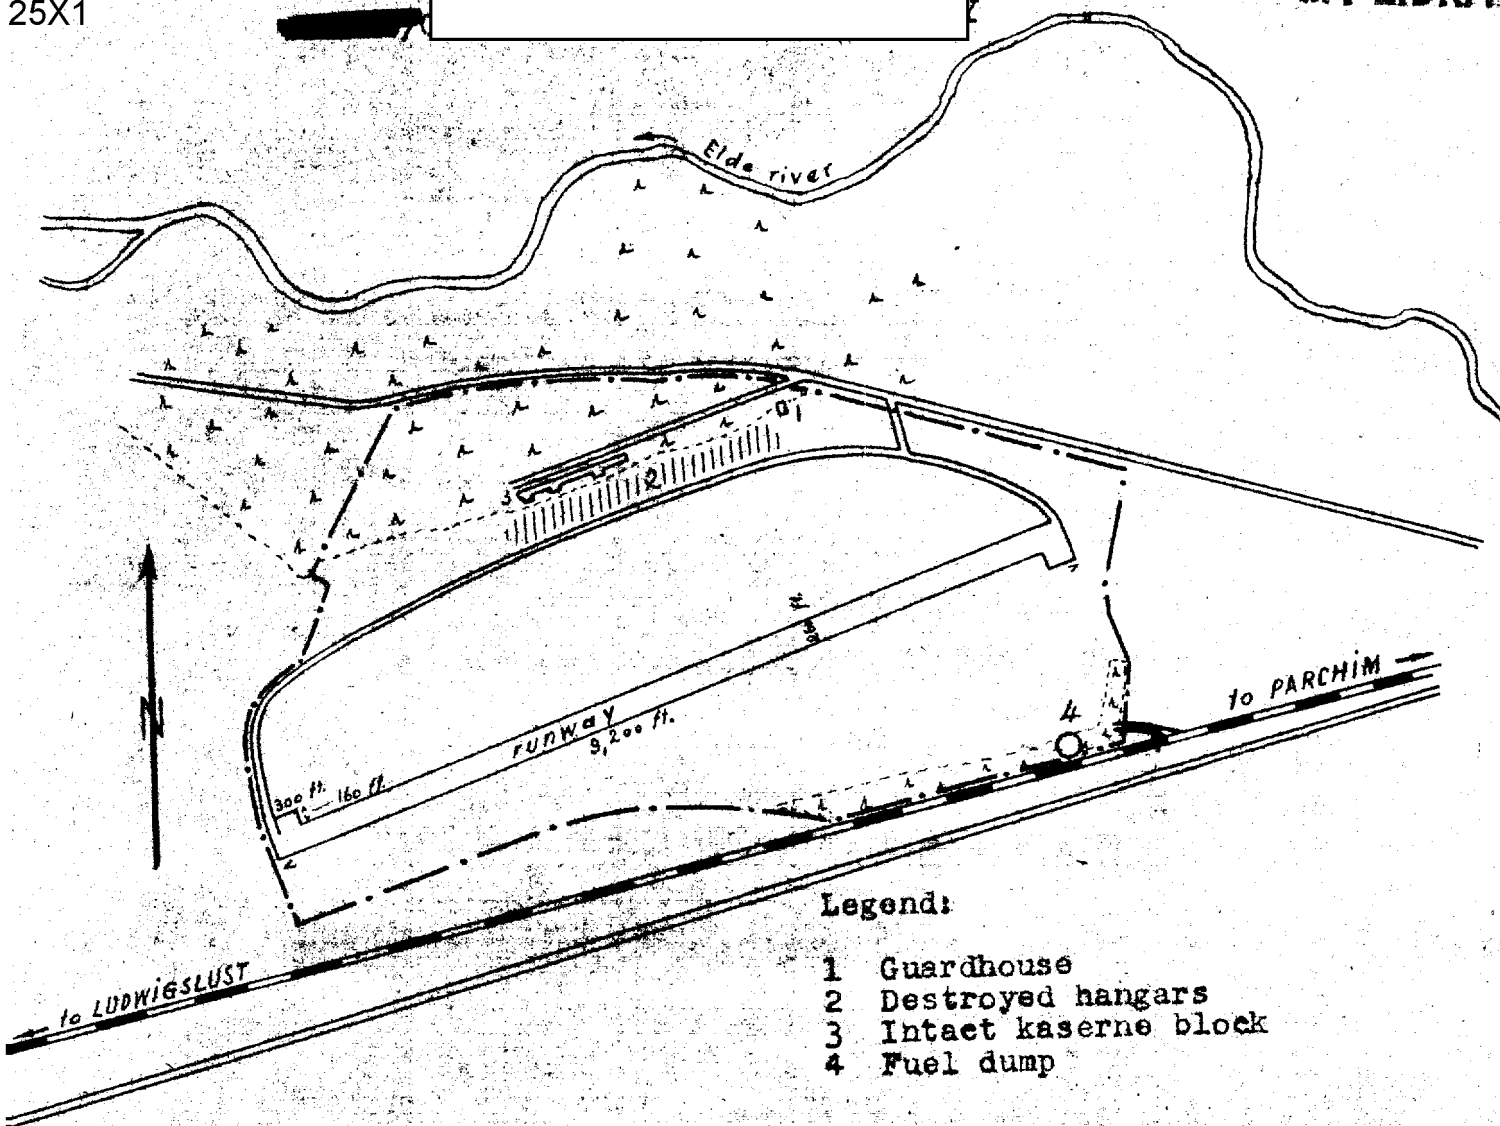 25X1
Elde river
1
2
3
N
to PARCHiM
4
runway
9,200 ft.
300 ft.
160 ft.
to LUDWiGSLUST
Legend:
1 Guardhouse
2 Destroyed hangars
3 Intact kaserne block
4 Fuel dump